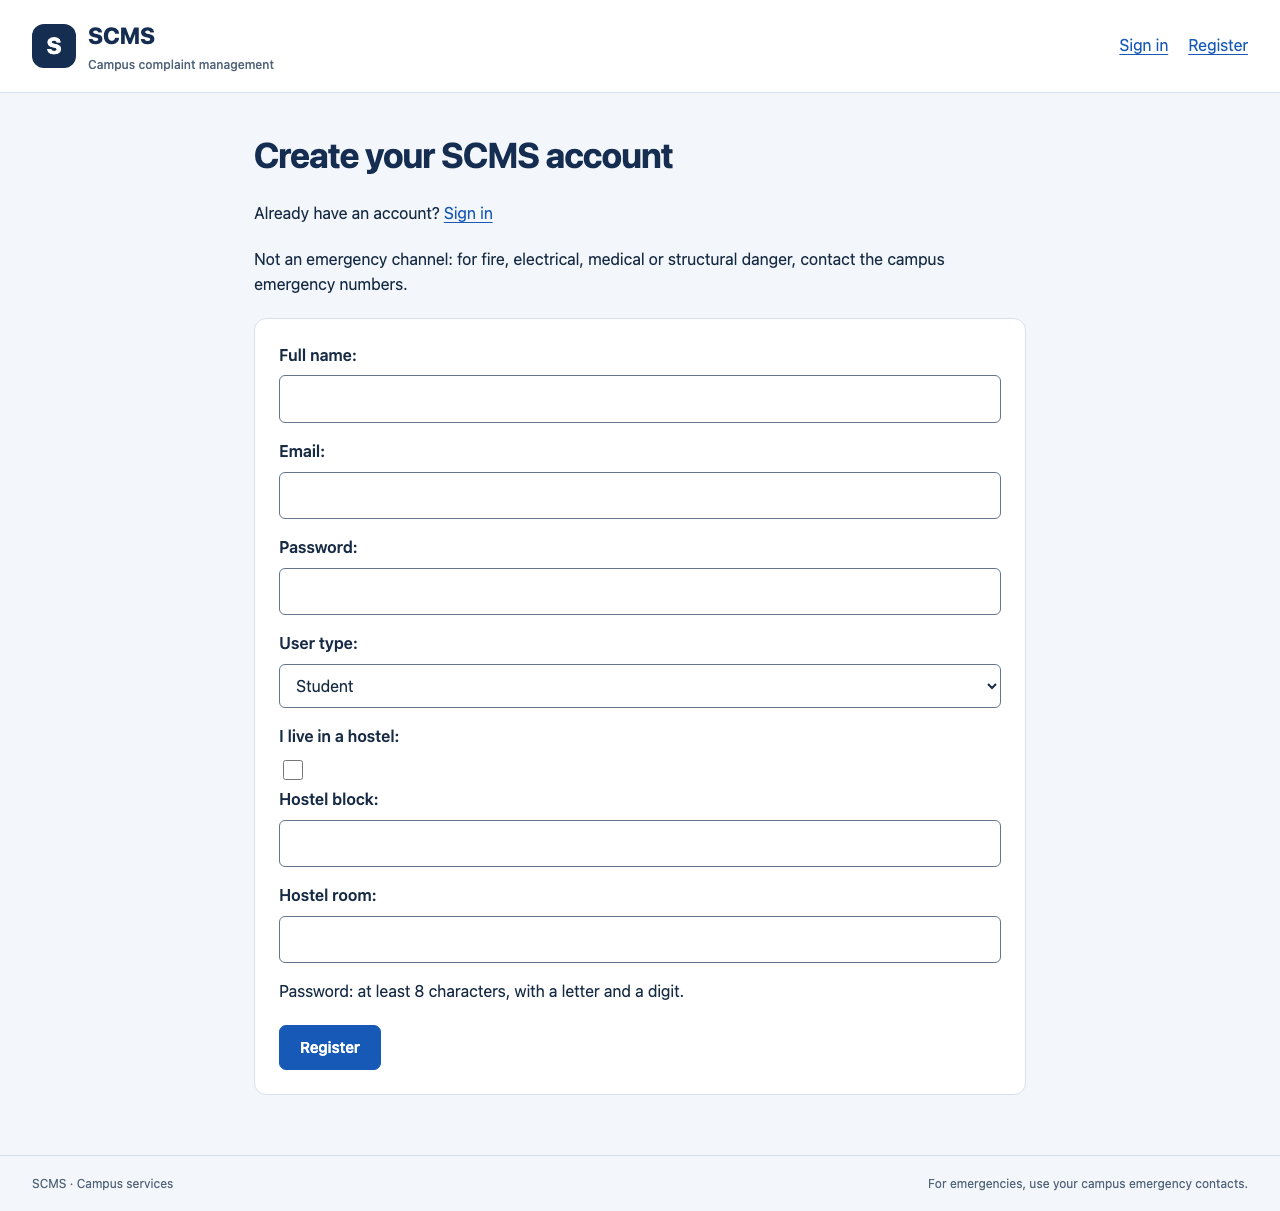 S
SCMS
Campus complaint management
Sign in
Register
Create your SCMS account
Already have an account? Sign in
Not an emergency channel: for fire, electrical, medical or structural danger, contact the campus
emergency numbers.
Full name:
Email:
Password:
User type:
Student
I live in a hostel:
Hostel block:
Hostel room:
Password: at least 8 characters, with a letter and a digit.
Register
SCMS · Campus services
For emergencies, use your campus emergency contacts.